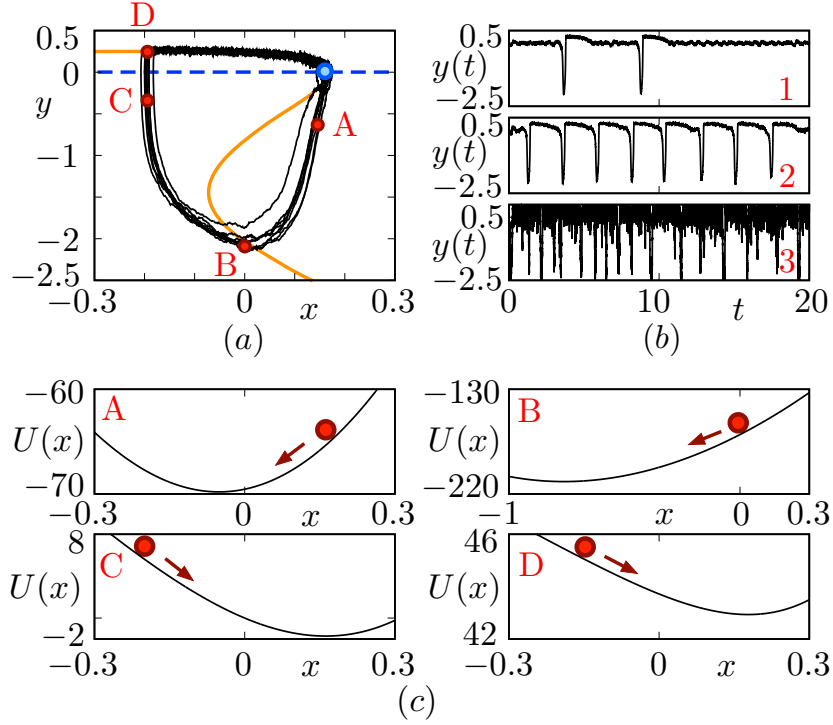 D
0.5
0
y
C
A
−1
−2
B
−2.5
−0.3 0 x 0.3
(a)
0.5
y(t)
−2.5
1
0.5
y(t)
−2.5
2
0.5
y(t)
−2.5
3
0 10 t 20
(b)
−60
A
U(x)
−70
−0.3 0 x 0.3
−130
B
U(x)
−220
−1 x 0 0.3
8
C
U(x)
−2
−0.3 0 x 0.3
46
D
U(x)
42
−0.3 0 x 0.3
(c)